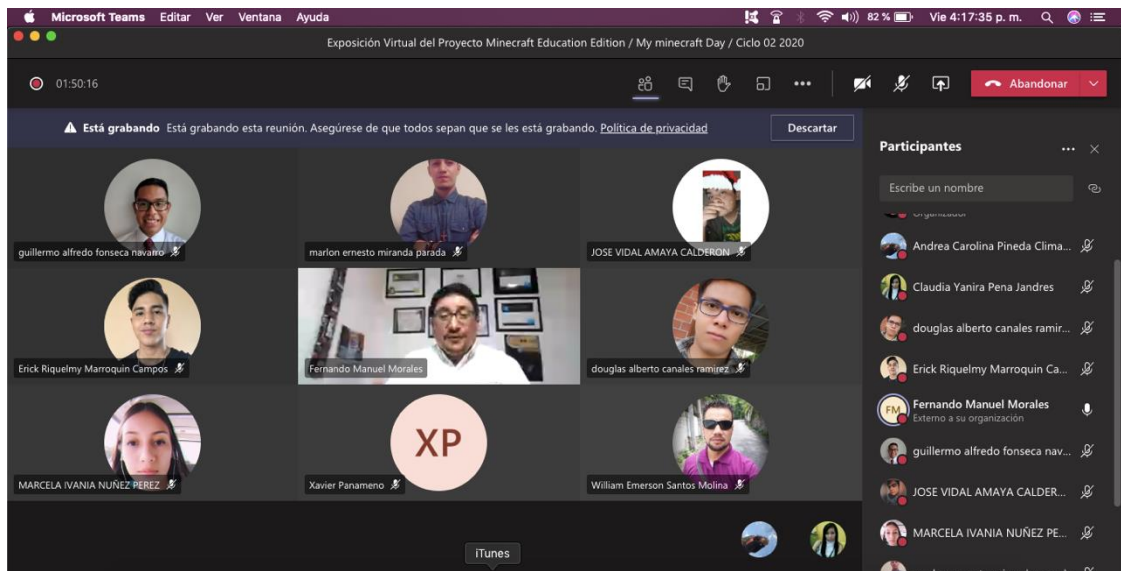 Microsoft Teams Editar Ver Ventana Ayuda 82 % Vie 4:17:35 p. m.
Exposición Virtual del Proyecto Minecraft Education Edition / My minecraft Day / Ciclo 02 2020
01:50:16 Abandonar
Está grabando Está grabando esta reunión. Asegúrese de que todos sepan que se les está grabando. Política de privacidad Descartar
guillermo alfredo fonseca navarro
marlon ernesto miranda parada
JOSE VIDAL AMAYA CALDERON
Erick Riquelmy Marroquin Campos
Fernando Manuel Morales
douglas alberto canales ramirez
MARCELA IVANIA NUÑEZ PEREZ
XP
Xavier Panameno
William Emerson Santos Molina
iTunes
Participantes
Escribe un nombre
Organizador
Andrea Carolina Pineda Clima...
Claudia Yanira Pena Jandres
douglas alberto canales ramir...
Erick Riquelmy Marroquin Ca...
FM
Fernando Manuel Morales
Externo a su organización
guillermo alfredo fonseca nav...
JOSE VIDAL AMAYA CALDER...
MARCELA IVANIA NUÑEZ PE...